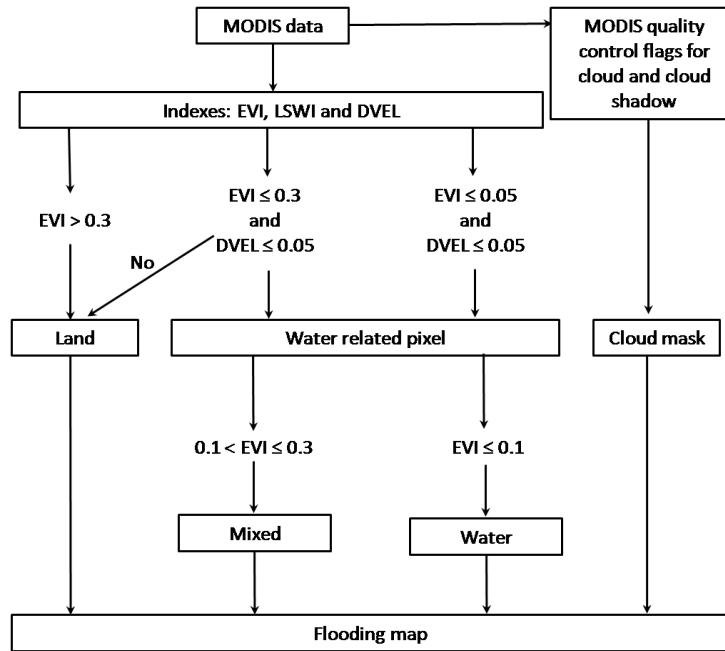 MODIS data
MODIS quality
control flags for
cloud and cloud
shadow
Indexes: EVI, LSWI and DVEL
EVI > 0.3
EVI ≤ 0.3
and
DVEL ≤ 0.05
EVI ≤ 0.05
and
DVEL ≤ 0.05
No
Land
Water related pixel
Cloud mask
0.1 < EVI ≤ 0.3
EVI ≤ 0.1
Mixed
Water
Flooding map